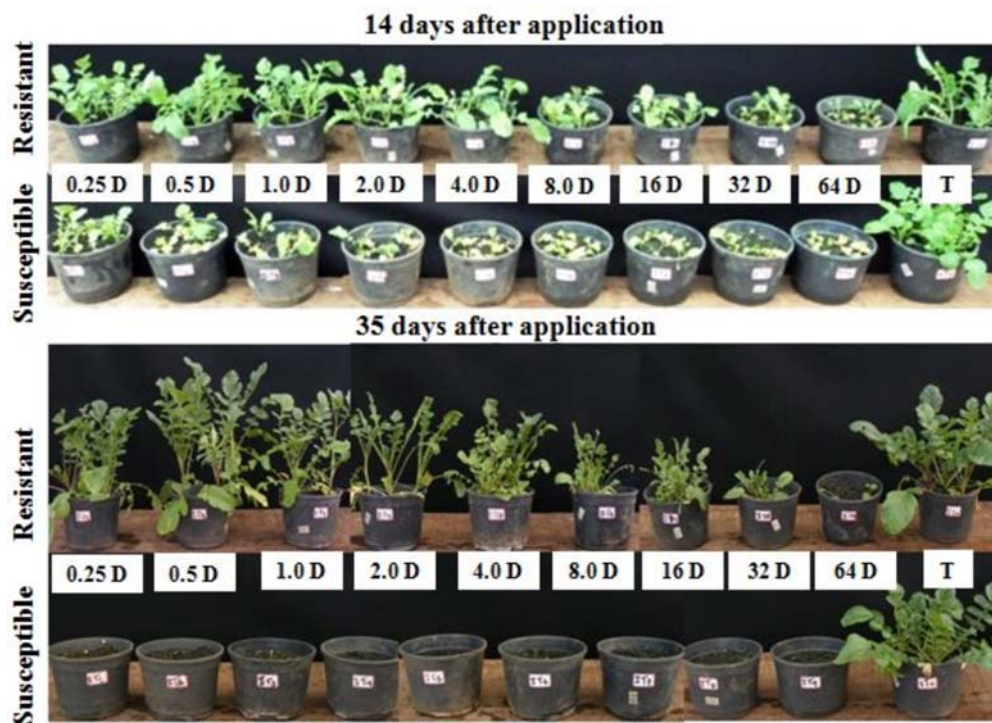 14 days after application
Resistant
0.25 D 0.5 D 1.0 D 2.0 D 4.0 D 8.0 D 16 D 32 D 64 D T
Susceptible
35 days after application
Resistant
0.25 D 0.5 D 1.0 D 2.0 D 4.0 D 8.0 D 16 D 32 D 64 D T
Susceptible